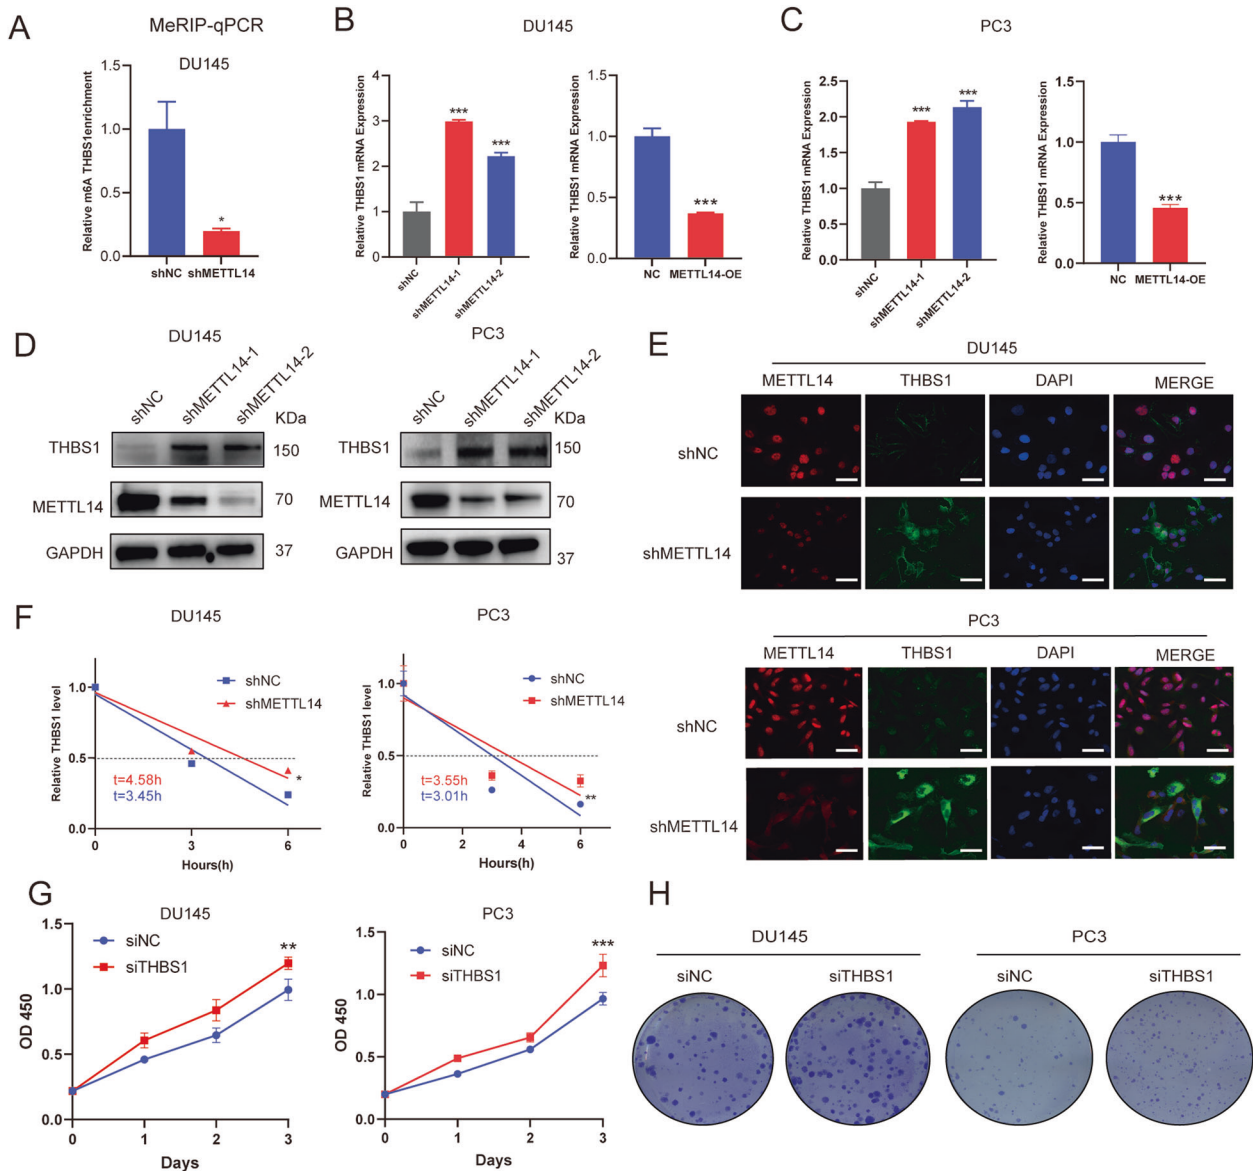 A
MeRIP-qPCR
DU145
Relative m6A THBS1enrichment
1.5
1.0
0.5
0.0
*
shNC shMETTL14
B
DU145
Relative THBS1 mRNA Expression
4
3
2
1
0
***
***
shNC
shMETTL14-1
shMETTL14-2
Relative THBS1 mRNA Expression
1.5
1.0
0.5
0.0
***
NC METTL14-OE
C
PC3
Relative THBS1 mRNA Expression
2.5
2.0
1.5
1.0
0.5
0.0
***
***
shNC
shMETTL14-1
shMETTL14-2
Relative THBS1 mRNA Expression
1.5
1.0
0.5
0.0
***
NC METTL14-OE
D
DU145
shNC
shMETTL14-1
shMETTL14-2
KDa
THBS1 150
METTL14 70
GAPDH 37
PC3
shNC
shMETTL14-1
shMETTL14-2
KDa
THBS1 150
METTL14 70
GAPDH 37
E
DU145
METTL14 THBS1 DAPI MERGE
shNC
shMETTL14
PC3
METTL14 THBS1 DAPI MERGE
shNC
shMETTL14
F
DU145
Relative THBS1 level
1.0
0.5
0.0
shNC
shMETTL14
*
t=4.58h
t=3.45h
0 3 6
Hours(h)
PC3
Relative THBS1 level
1.0
0.5
0.0
shNC
shMETTL14
**
t=3.55h
t=3.01h
0 2 4 6
Hours(h)
G
DU145
OD 450
1.5
1.0
0.5
0.0
siNC
siTHBS1
**
0 1 2 3
Days
PC3
OD 450
1.5
1.0
0.5
0.0
siNC
siTHBS1
***
0 1 2 3
Days
H
DU145 PC3
siNC siTHBS1 siNC siTHBS1